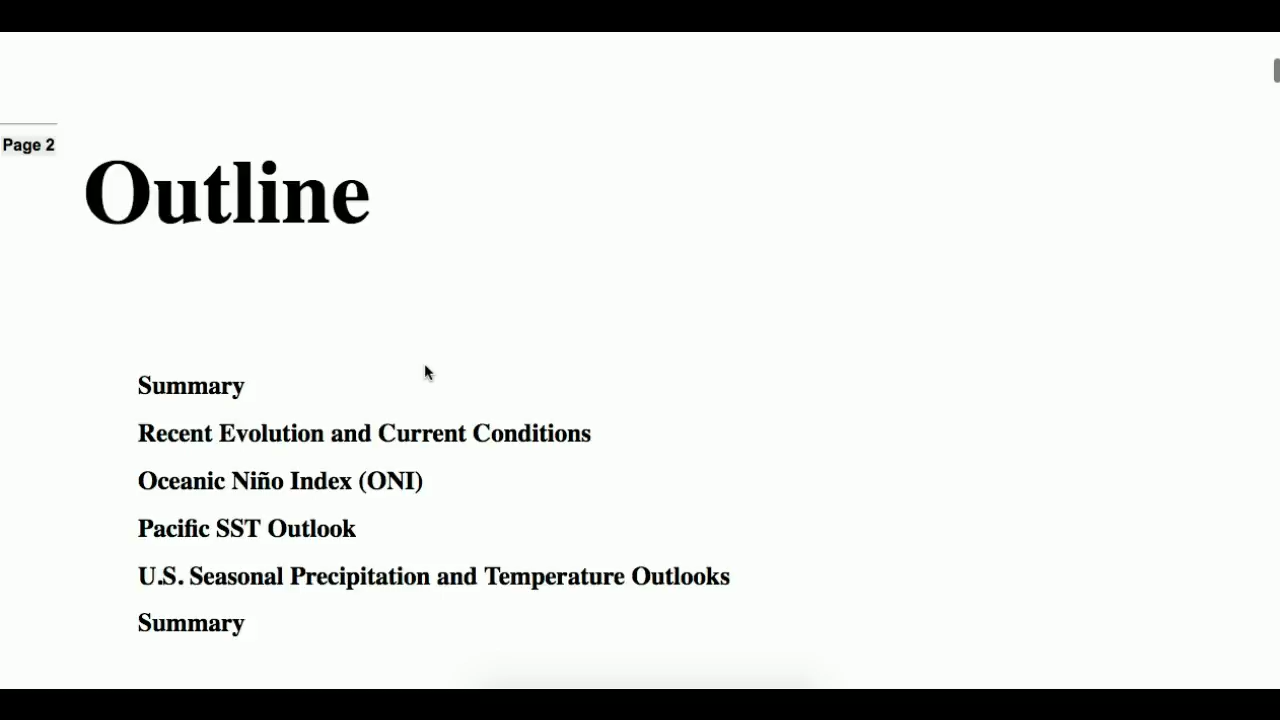 Page 2
Outline
Summary
Recent Evolution and Current Conditions
Oceanic Niño Index (ONI)
Pacific SST Outlook
U.S. Seasonal Precipitation and Temperature Outlooks
Summary